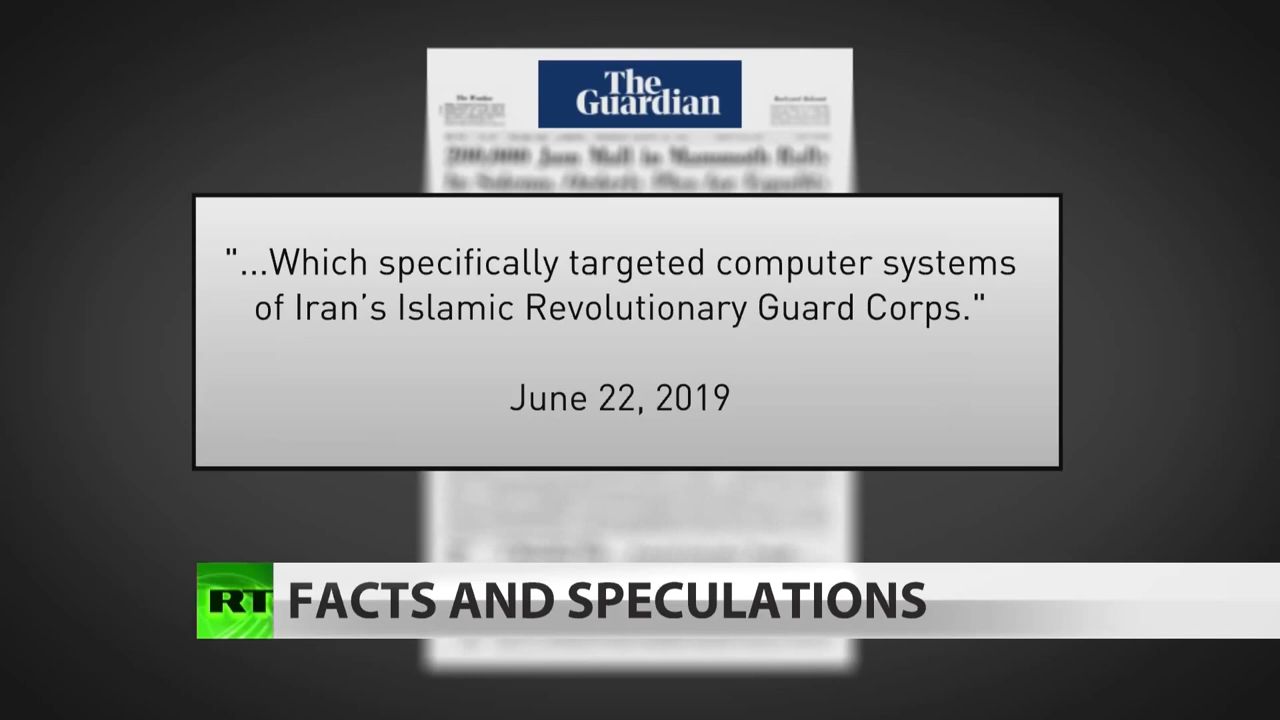 The
Guardian
"...Which specifically targeted computer systems
of Iran's Islamic Revolutionary Guard Corps."
June 22, 2019
RT FACTS AND SPECULATIONS